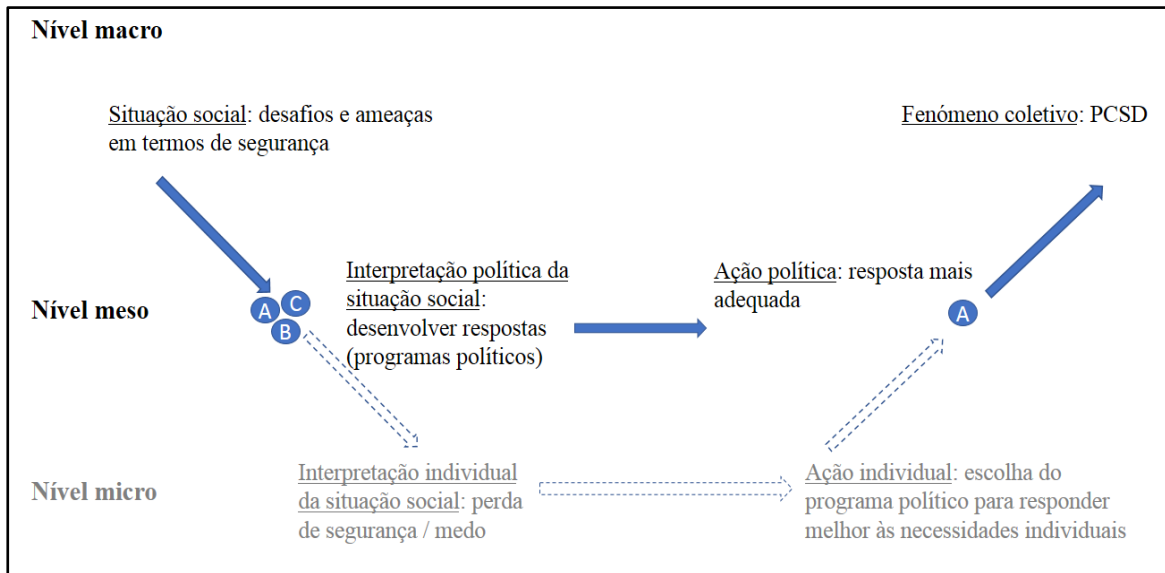 Nível macro
Situação social: desafios e ameaças
em termos de segurança
Fenómeno coletivo: PCSD
Nível meso
A
C
B
Interpretação política da
situação social:
desenvolver respostas
(programas políticos)
Ação política: resposta mais
adequada
A
Nível micro
Interpretação individual
da situação social: perda
de segurança / medo
Ação individual: escolha do
programa político para responder
melhor às necessidades individuais